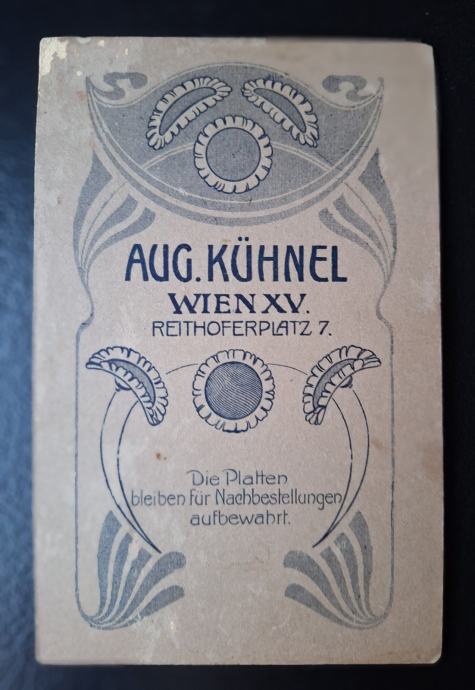 AUG. KÜHNEL
WIEN XV.
REITHOFERPLATZ 7.
Die Platten
bleiben für Nachbestellungen
aufbewahrt.